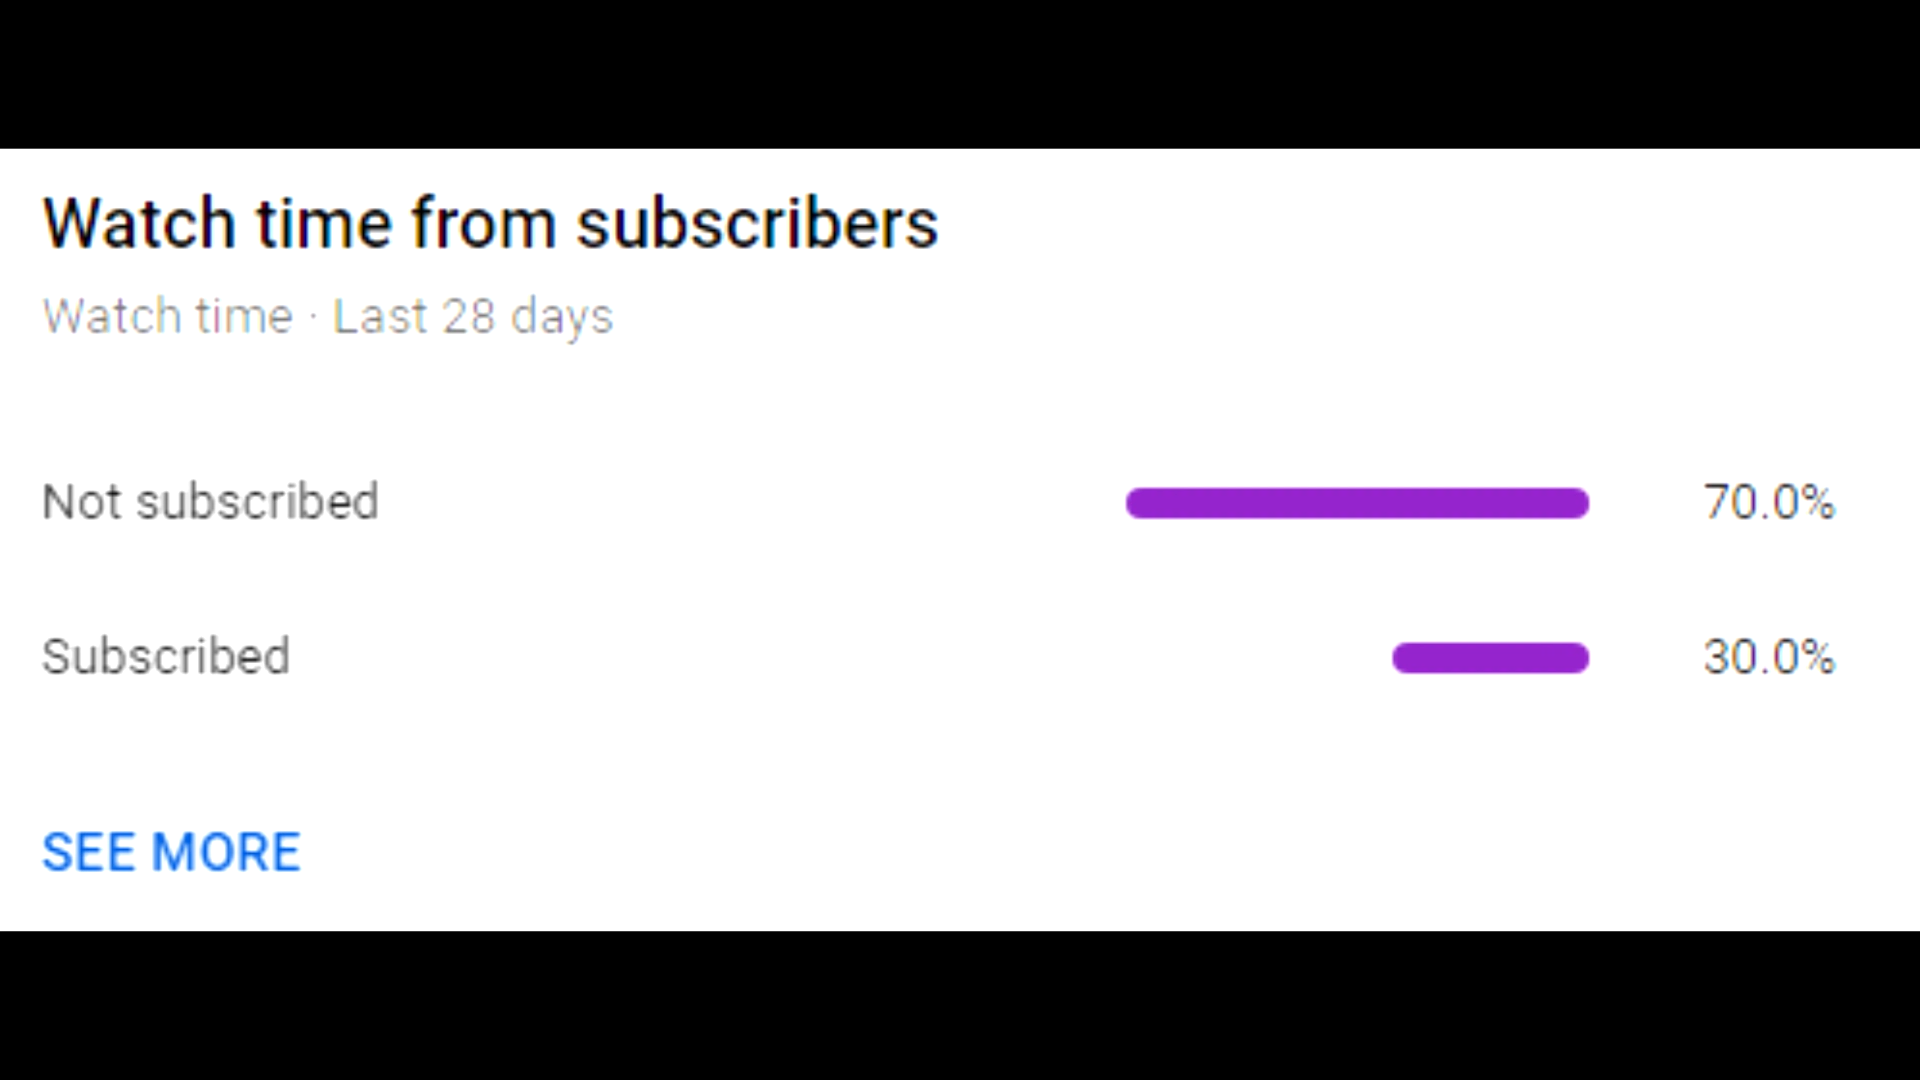 Watch time from subscribers
Watch time · Last 28 days
Not subscribed 70.0%
Subscribed 30.0%
SEE MORE